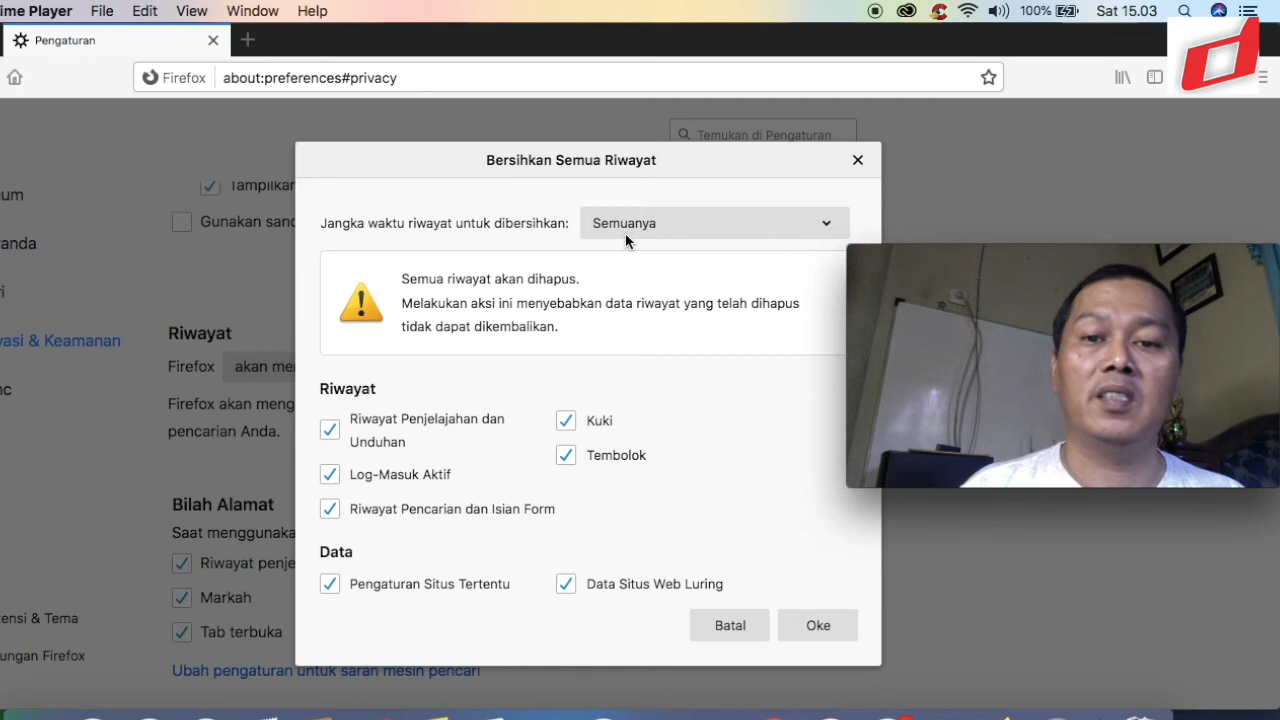 ime Player File Edit View Window Help 100% Sat 15.03
Pengaturan
Firefox about:preferences#privacy
Temukan di Pengaturan
Bersihkan Semua Riwayat
Tampilkan
Jangka waktu riwayat untuk dibersihkan: Semuanya
Gunakan
Semua riwayat akan dihapus.
Melakukan aksi ini menyebabkan data riwayat yang telah dihapus
tidak dapat dikembalikan.
Riwayat
vasi & Keamanan
Firefox akan me
Riwayat
Firefox akan meng
pencarian Anda.
Riwayat Penjelajahan dan
Unduhan
Kuki
Tembolok
Log-Masuk Aktif
Riwayat Pencarian dan Isian Form
Bilah Alamat
Saat menggunaka
Data
Riwayat penje
Pengaturan Situs Tertentu
Data Situs Web Luring
Markah
Tab terbuka
Batal
Oke
tensi & Tema
ungan Firefox
Ubah pengaturan untuk saran mesin pencari